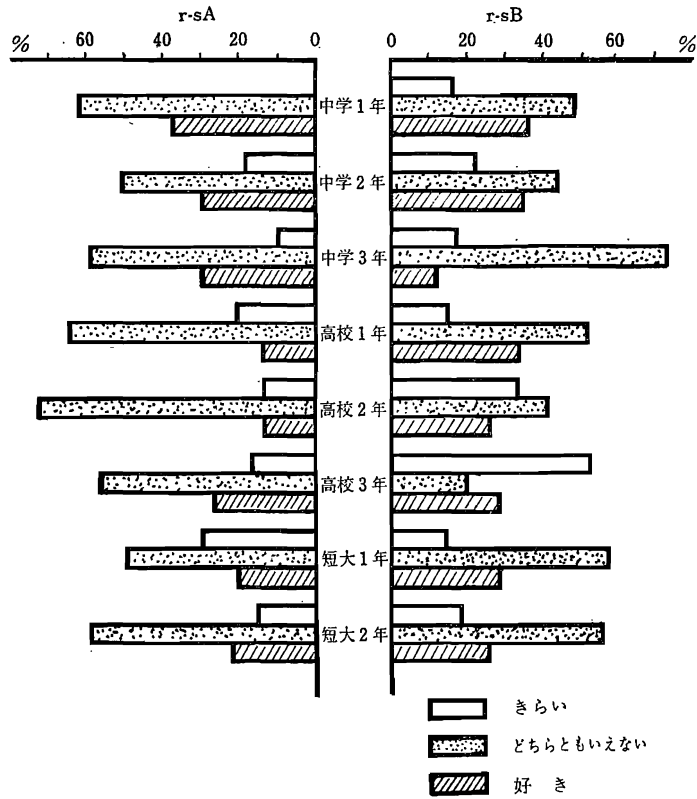 r-sA r-sB
% 60 40 20 0 0 20 40 60 %
中学1年
中学2年
中学3年
高校1年
高校2年
高校3年
短大1年
短大2年
きらい
どちらともいえない
好き